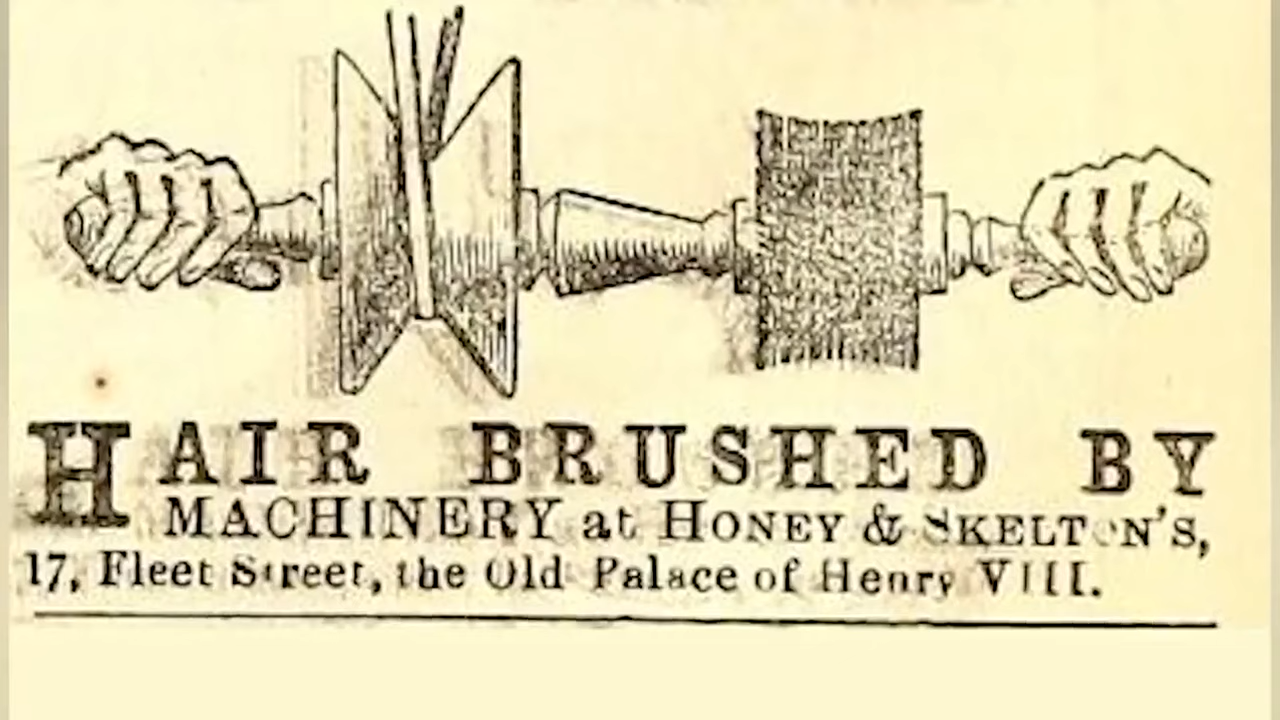 HAIR BRUSHED BY
MACHINERY at HONEY & SKELTON'S,
17, Fleet Street, the Old Palace of Henry VIII.